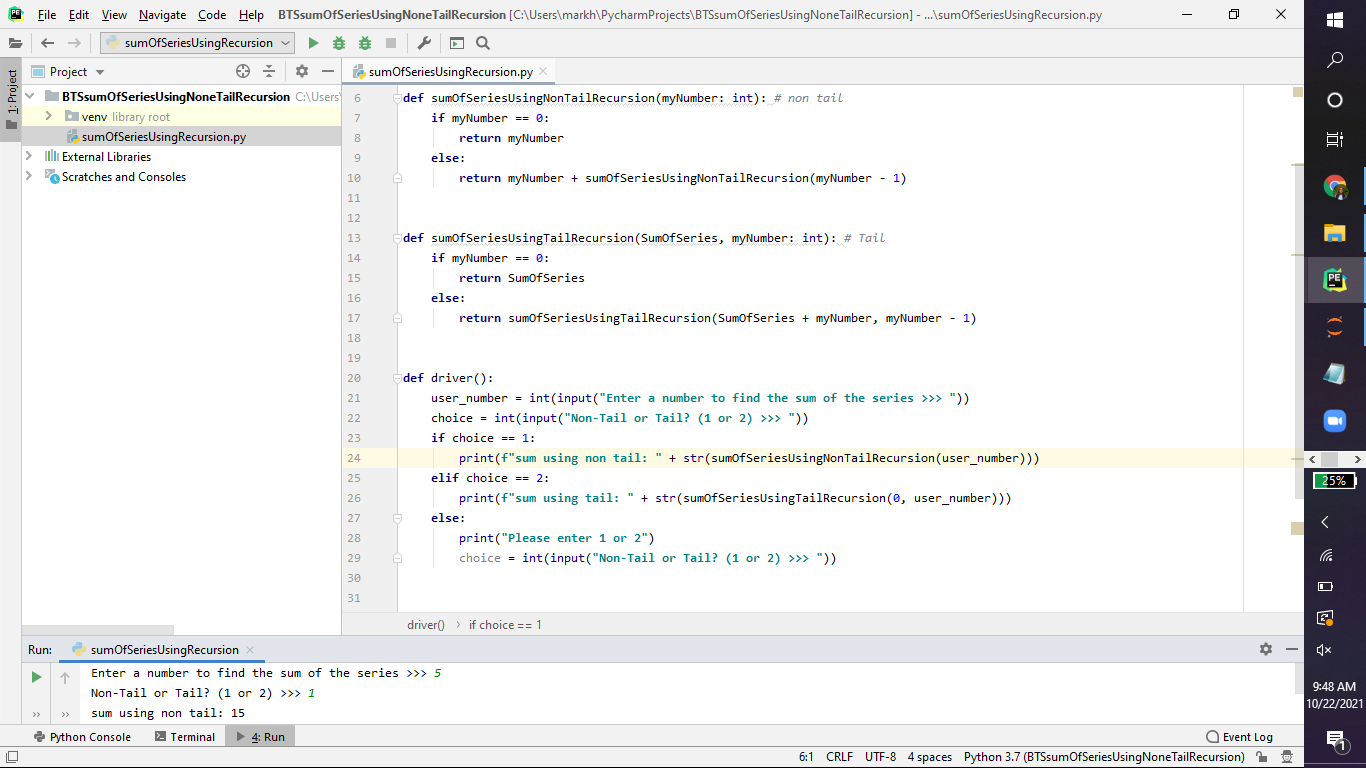 File Edit View Navigate Code Help BTSsumOfSeriesUsingNoneTailRecursion [C:\Users\markh\PycharmProjects\BTSsumOfSeriesUsingNoneTailRecursion] - ...\sumOfSeriesUsingRecursion.py
sumOfSeriesUsingRecursion
1: Project
Project
sumOfSeriesUsingRecursion.py
BTSsumOfSeriesUsingNoneTailRecursion C:\Users\
venv library root
sumOfSeriesUsingRecursion.py
External Libraries
Scratches and Consoles
6 def sumOfSeriesUsingNonTailRecursion(myNumber: int): # non tail
7 if myNumber == 0:
8 return myNumber
9 else:
10 return myNumber + sumOfSeriesUsingNonTailRecursion(myNumber - 1)
11
12
13 def sumOfSeriesUsingTailRecursion(SumOfSeries, myNumber: int): # Tail
14 if myNumber == 0:
15 return SumOfSeries
16 else:
17 return sumOfSeriesUsingTailRecursion(SumOfSeries + myNumber, myNumber - 1)
18
19
20 def driver():
21 user_number = int(input("Enter a number to find the sum of the series >>> "))
22 choice = int(input("Non-Tail or Tail? (1 or 2) >>> "))
23 if choice == 1:
24 print(f"sum using non tail: " + str(sumOfSeriesUsingNonTailRecursion(user_number)))
25 elif choice == 2:
26 print(f"sum using tail: " + str(sumOfSeriesUsingTailRecursion(0, user_number)))
27 else:
28 print("Please enter 1 or 2")
29 choice = int(input("Non-Tail or Tail? (1 or 2) >>> "))
30
31
driver() > if choice == 1
Run: sumOfSeriesUsingRecursion
Enter a number to find the sum of the series >>> 5
Non-Tail or Tail? (1 or 2) >>> 1
sum using non tail: 15
Python Console Terminal 4: Run Event Log
6:1 CRLF UTF-8 4 spaces Python 3.7 (BTSsumOfSeriesUsingNoneTailRecursion)
PE
25%
9:48 AM
10/22/2021
1